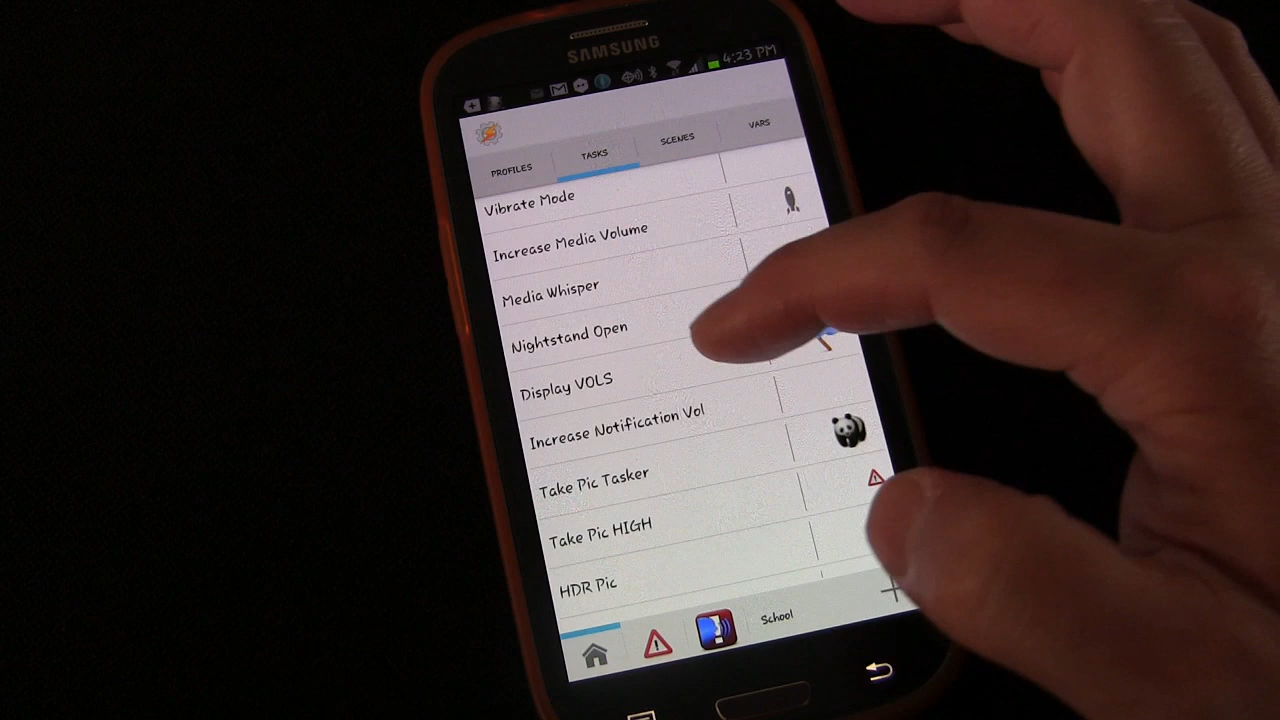 SAMSUNG
4:23 PM
PROFILES
TASKS
SCENES
VARS
Vibrate Mode
Increase Media Volume
Media Whisper
Nightstand Open
Display VOLS
Increase Notification Vol
Take Pic Tasker
Take Pic HIGH
HDR Pic
School